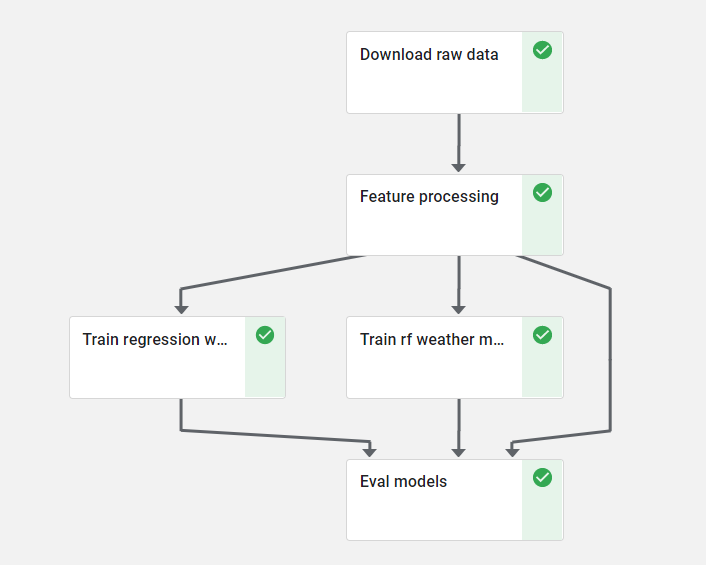 Download raw data
Feature processing
Train regression w...
Train rf weather m...
Eval models